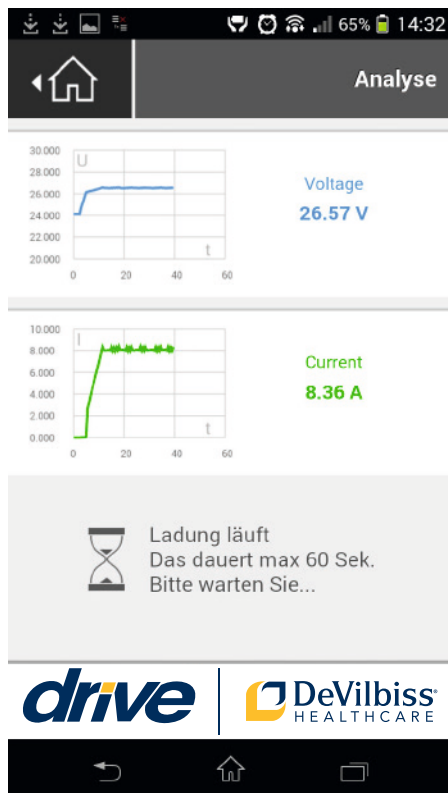 65% 14:32
Analyse
30.000
28.000
26.000
24.000
22.000
20.000
U
t
0 20 40 60
Voltage
26.57 V
10.000
8.000
6.000
4.000
2.000
0.000
I
t
0 20 40 60
Current
8.36 A
Ladung läuft
Das dauert max 60 Sek.
Bitte warten Sie...
drive
DeVilbiss
HEALTHCARE